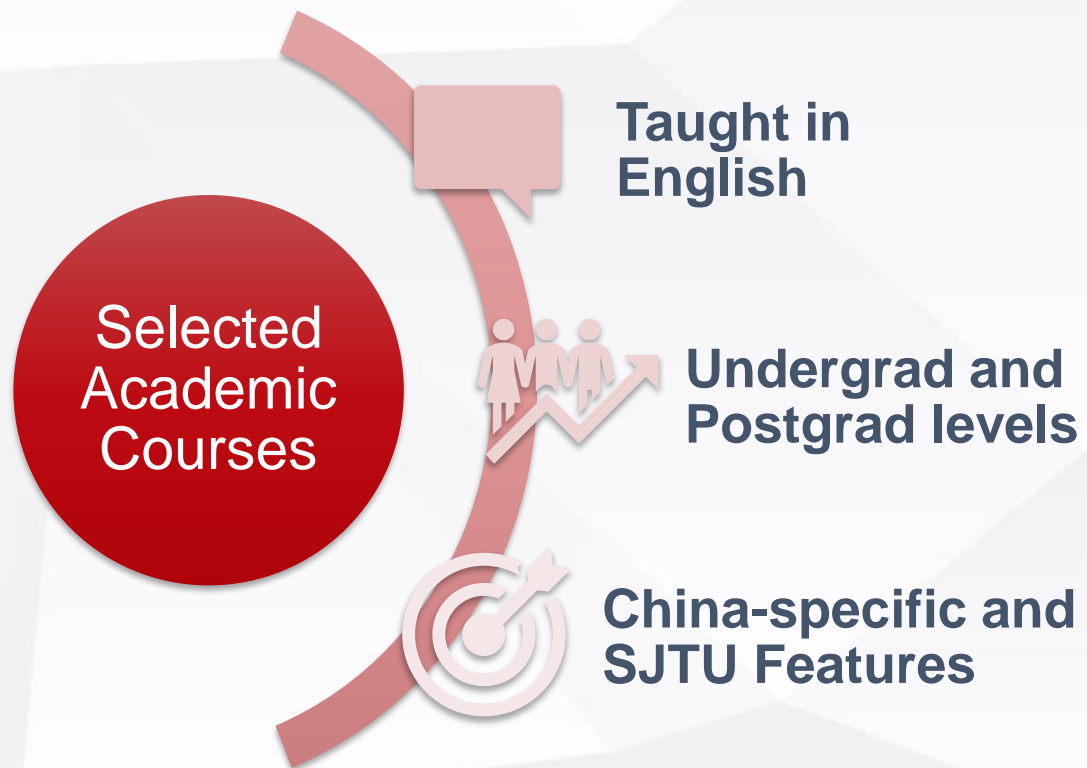 Selected
Academic
Courses
Taught in
English
Undergrad and
Postgrad levels
China-specific and
SJTU Features